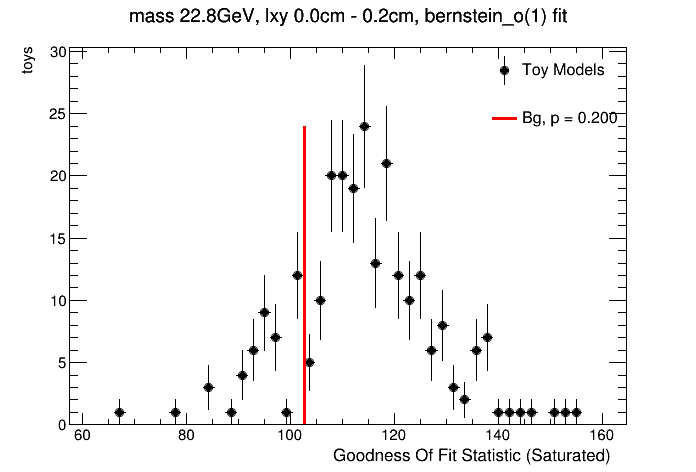 mass 22.8GeV, lxy 0.0cm - 0.2cm, bernstein_o(1) fit
toys
30
25
20
15
10
5
0
Toy Models
Bg, p = 0.200
60 80 100 120 140 160
Goodness Of Fit Statistic (Saturated)